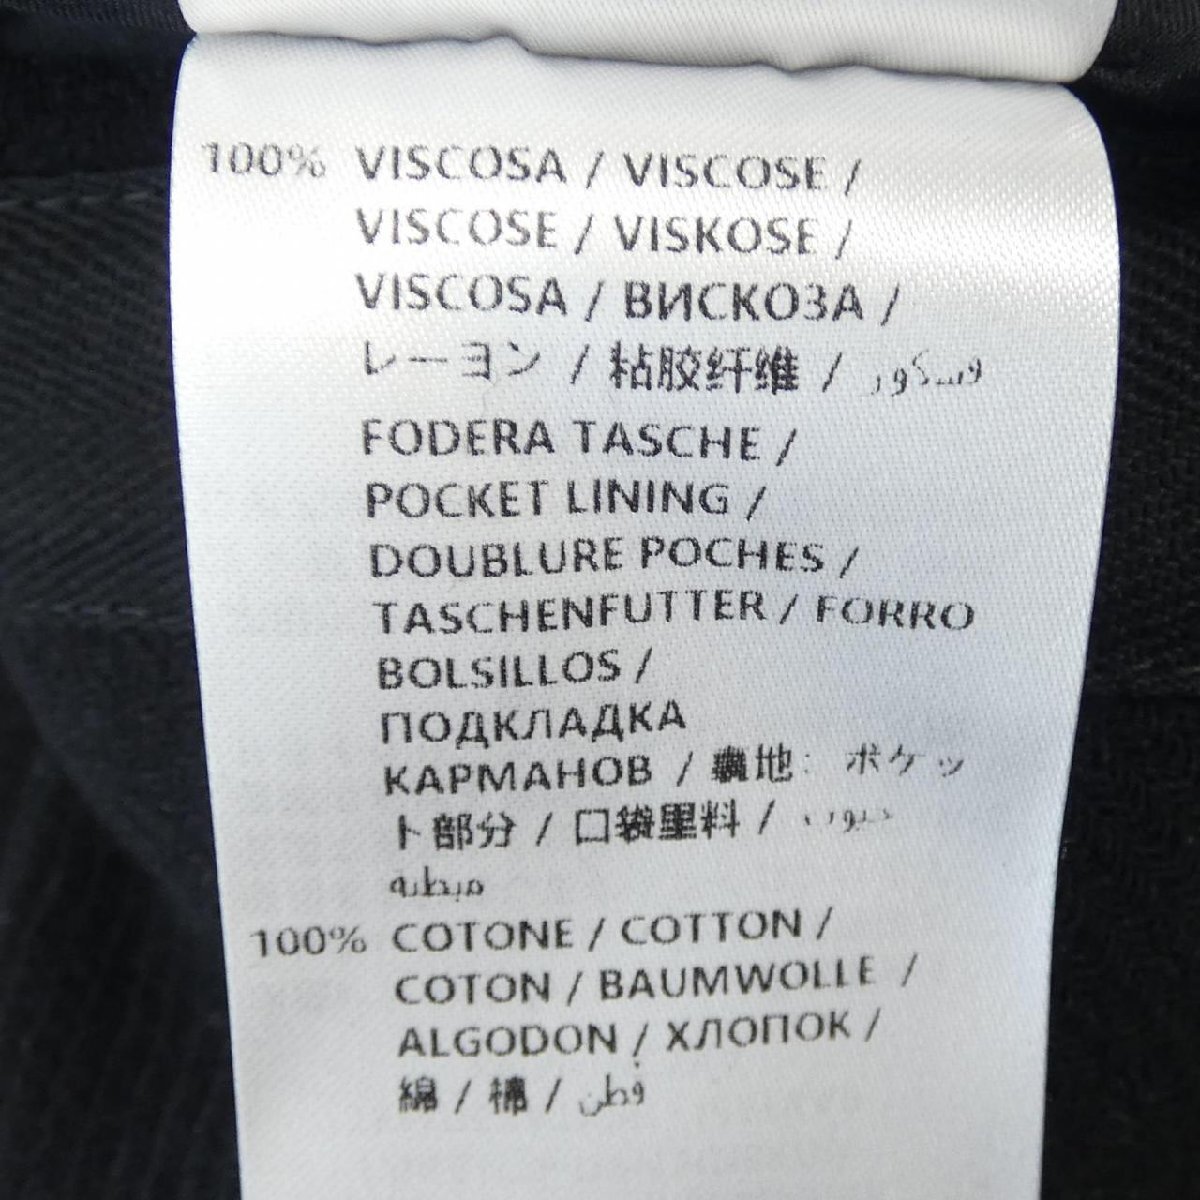 100% VISCOSA / VISCOSE /
VISCOSE / VISKOSE /
VISCOSA / ВИСКОЗА /
レーヨン / 粘胶纤维 / فسكوز
FODERA TASCHE /
POCKET LINING /
DOUBLURE POCHES /
TASCHENFUTTER / FORRO
BOLSILLOS /
ПОДКЛАДКА
КАРМАНОВ / 裏地: ポケッ
ト部分 / 口袋里料 / جيوب
مبطنه
100% COTONE / COTTON /
COTON / BAUMWOLLE /
ALGODON / ХЛОПОК /
綿 / 棉 / قطن